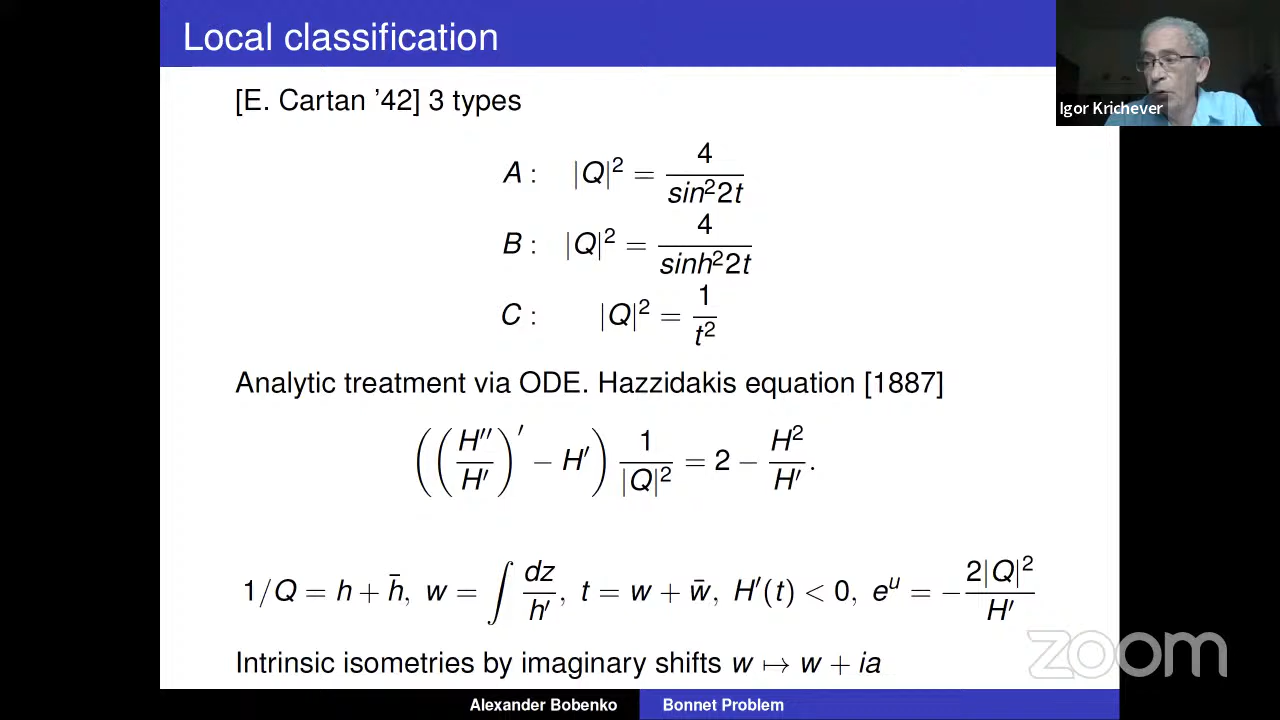 Local classification
Igor Krichever
[E. Cartan '42] 3 types
A : |Q|² = 4 / sin²2t
B : |Q|² = 4 / sinh²2t
C : |Q|² = 1 / t²
Analytic treatment via ODE. Hazzidakis equation [1887]
((H″/H′)′ − H′) 1/|Q|² = 2 − H²/H′.
1/Q = h + h̄, w = ∫ dz/h′, t = w + w̄, H′(t) < 0, eᵘ = −2|Q|²/H′
Intrinsic isometries by imaginary shifts w ↦ w + ia
zoom
Alexander Bobenko Bonnet Problem